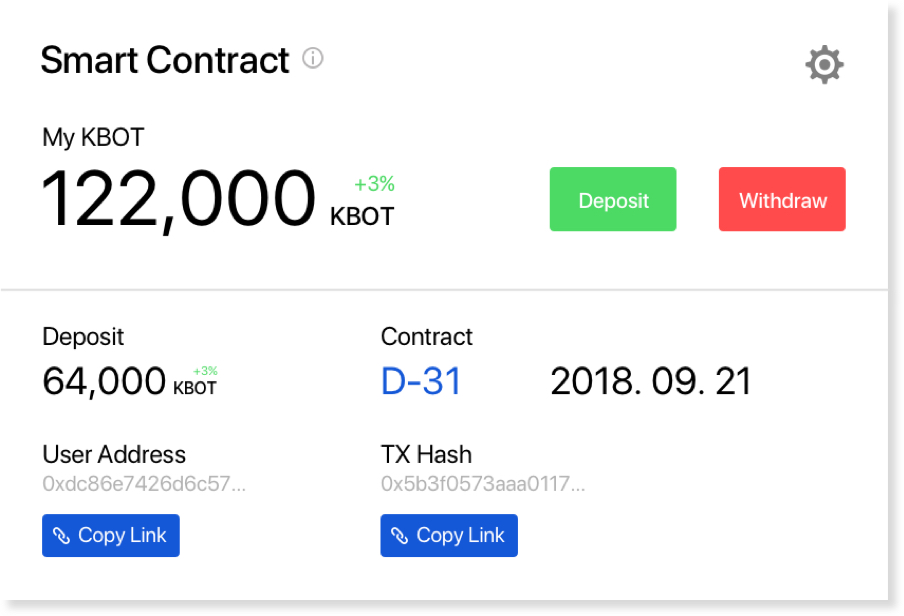 Smart Contract
My KBOT
122,000 +3% KBOT
Deposit Withdraw
Deposit
64,000 +3% KBOT
Contract
D-31 2018. 09. 21
User Address
0xdc86e7426d6c57...
Copy Link
TX Hash
0x5b3f0573aaa0117...
Copy Link